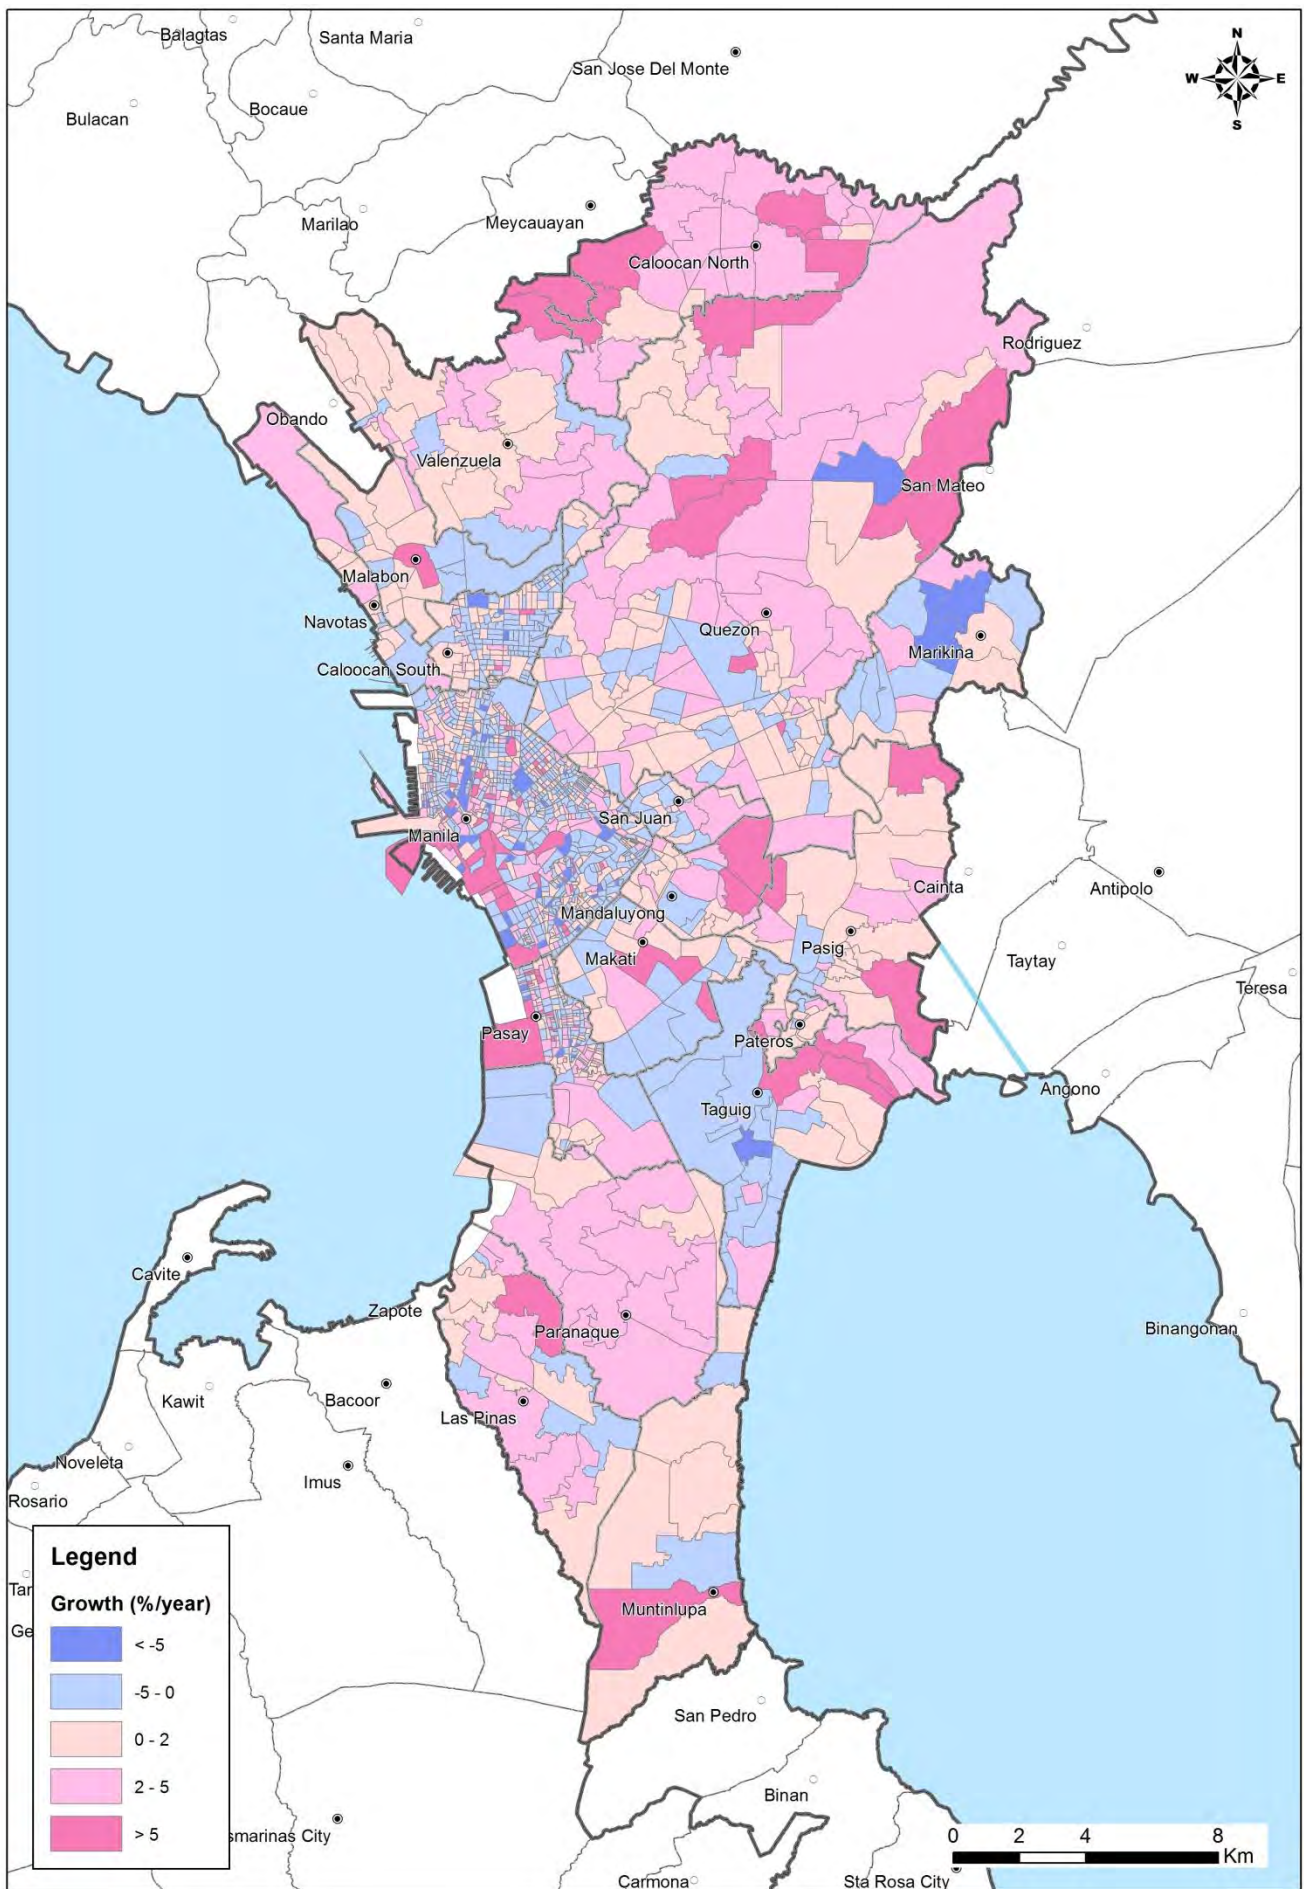 Balagtas
Santa Maria
San Jose Del Monte
N
W
E
S
Bulacan
Bocaue
Marilao
Meycauayan
Caloocan North
Rodriguez
Obando
Valenzuela
San Mateo
Malabon
Navotas
Quezon
Marikina
Caloocan South
San Juan
Manila
Cainta
Antipolo
Mandaluyong
Makati
Pasig
Taytay
Teresa
Pasay
Pateros
Angono
Taguig
Cavite
Zapote
Paranaque
Binangonan
Kawit
Bacoor
Las Pinas
Noveleta
Imus
Rosario
Legend
Tar
Growth (%/year)
Muntinlupa
Ge
< -5
-5 - 0
San Pedro
0 - 2
2 - 5
Binan
> 5
smarinas City
0 2 4 8
Km
Carmona
Sta Rosa City